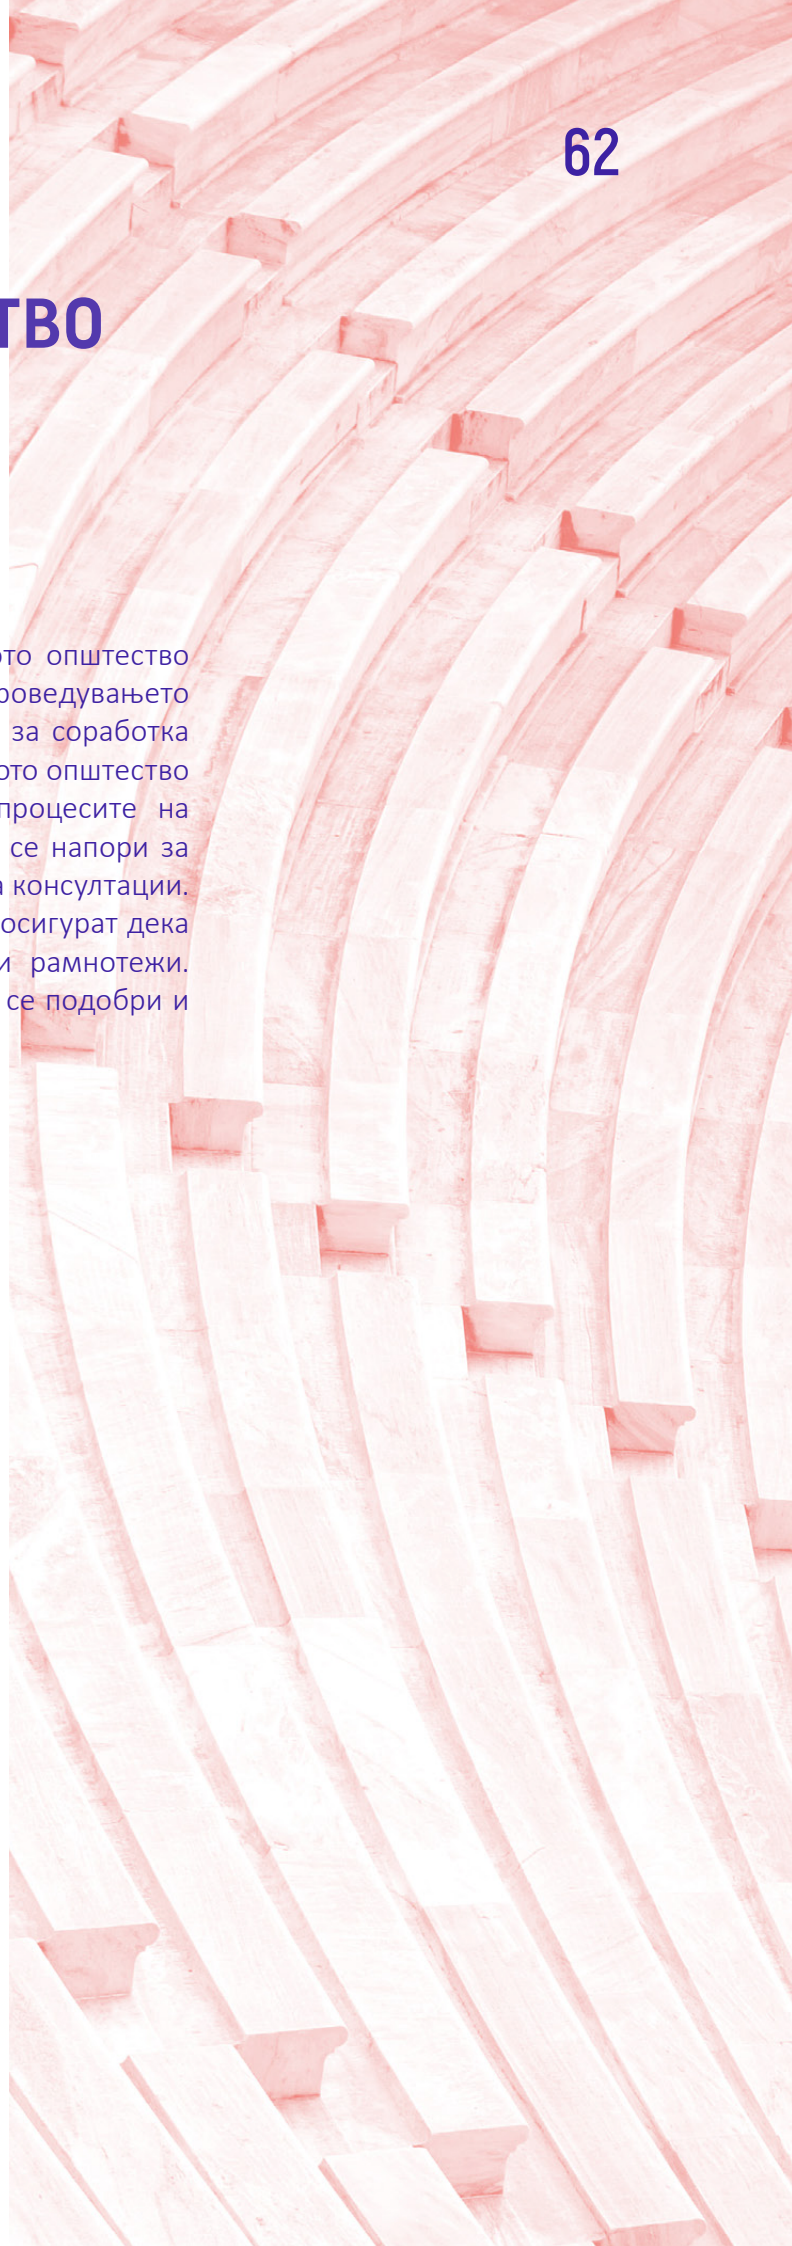 62
ТВО
ото општество
роведувањето
за соработка
ото општество
процесите на
се напори за
а консултации.
осигурат дека
и рамнотежи.
се подобри и